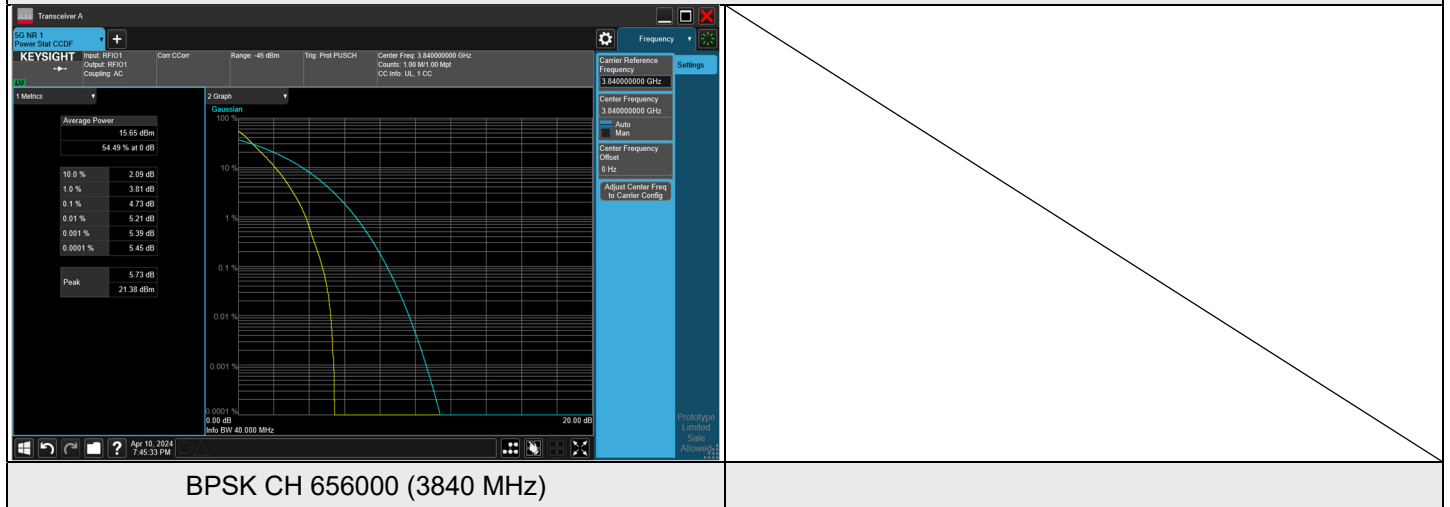 Transceiver A
5G NR 1
Power Stat CCDF
+
Frequency
KEYSIGHT
LXI
Input: RFIO1
Output: RFIO1
Coupling: AC
Corr CCorr
Range: -45 dBm
Trig: Prot PUSCH
Center Freq: 3.840000000 GHz
Counts: 1.00 M/1.00 Mpt
CC Info: UL, 1 CC
1 Metrics
Average Power
15.65 dBm
54.49 % at 0 dB
10.0 % 2.09 dB
1.0 % 3.81 dB
0.1 % 4.73 dB
0.01 % 5.21 dB
0.001 % 5.39 dB
0.0001 % 5.45 dB
Peak
5.73 dB
21.38 dBm
2 Graph
Gaussian
100 %
10 %
1 %
0.1 %
0.01 %
0.001 %
0.0001 %
0.00 dB
20.00 dB
Info BW 40.000 MHz
Carrier Reference
Frequency
3.840000000 GHz
Center Frequency
3.840000000 GHz
Auto
Man
Center Frequency
Offset
0 Hz
Adjust Center Freq
to Carrier Config
Settings
Prototype
Limited
Sale
Allowed
?
Apr 10, 2024
7:45:33 PM
BPSK CH 656000 (3840 MHz)